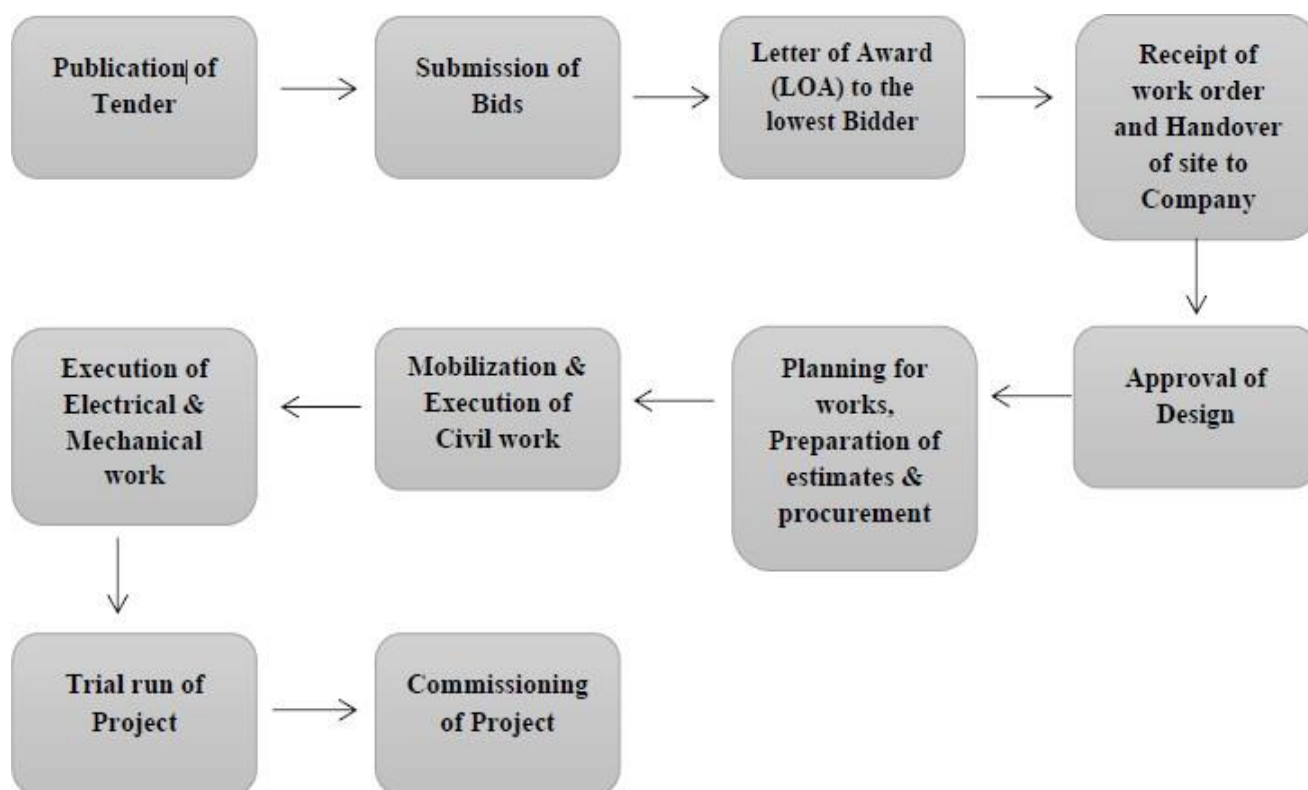 Publication of
Tender
Submission of
Bids
Letter of Award
(LOA) to the
lowest Bidder
Receipt of
work order
and Handover
of site to
Company
Approval of
Design
Planning for
works,
Preparation of
estimates &
procurement
Mobilization &
Execution of
Civil work
Execution of
Electrical &
Mechanical
work
Trial run of
Project
Commissioning
of Project